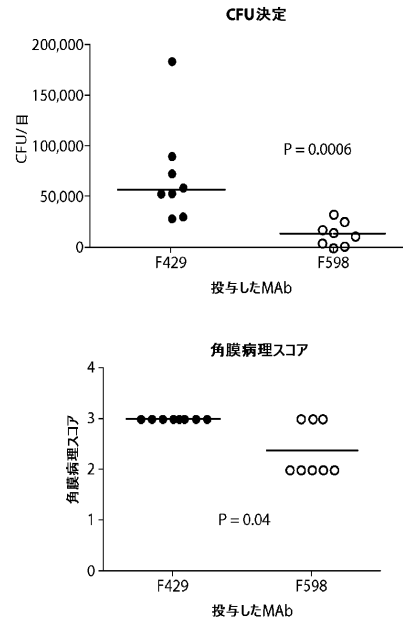 CFU決定
200,000
150,000
100,000
50,000
0
CFU/目
P = 0.0006
F429
F598
投与したMAb
角膜病理スコア
4
3
2
1
0
角膜病理スコア
P = 0.04
F429
F598
投与したMAb